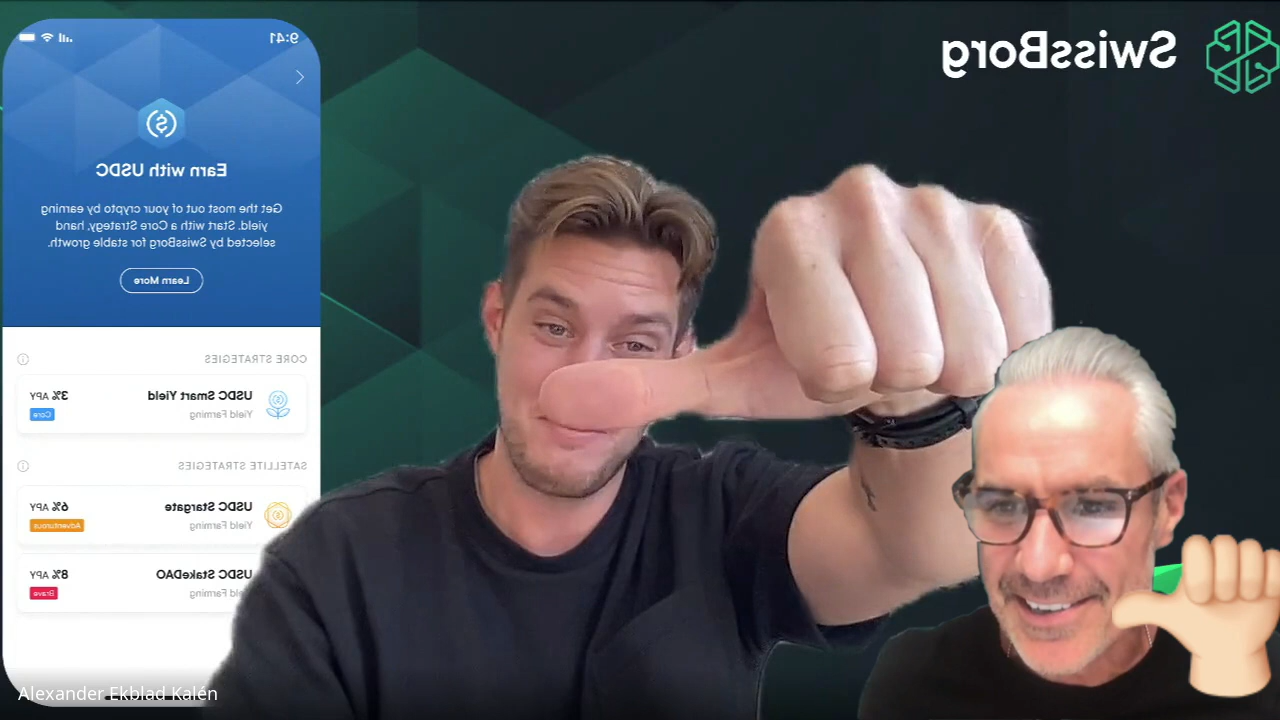 9:41
SwissBorg
Earn with USDC
Get the most out of your crypto by earning
yield. Start with a Core Strategy, hand
selected by SwissBorg for stable growth.
Learn More
CORE STRATEGIES
USDC Smart Yield
3% APY
Yield Farming
Core
SATELLITE STRATEGIES
USDC Stargate
6% APY
Yield Farming
Adventurous
USDC StakeDAO
8% APY
Yield Farming
Brave
Alexander Ekblad Kalén